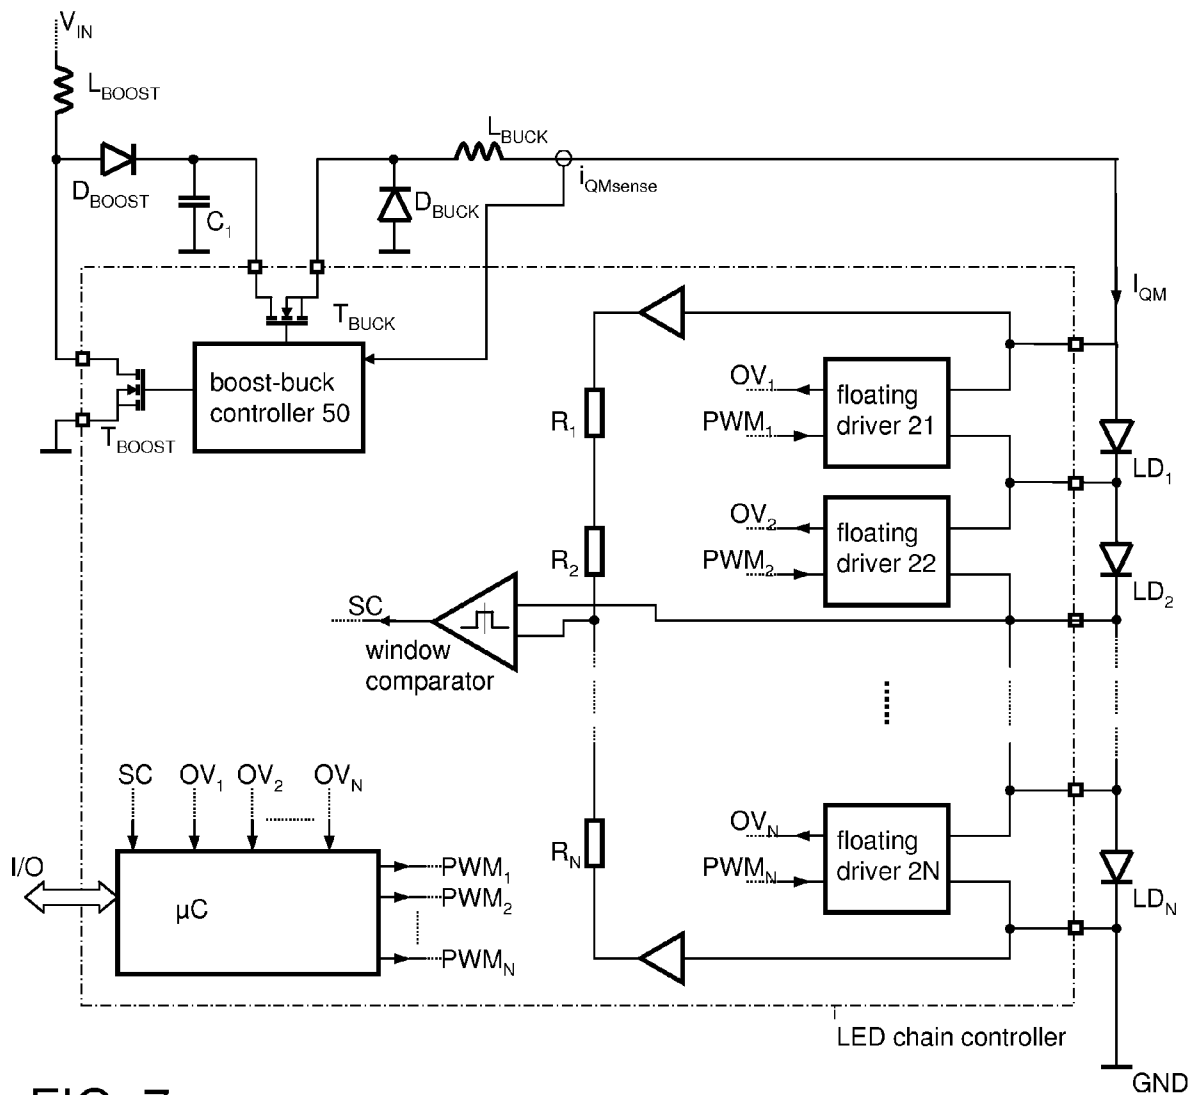 V_IN
L_BOOST
L_BUCK
D_BOOST
C_1
D_BUCK
i_QMsense
I_QM
T_BUCK
boost-buck
controller 50
T_BOOST
OV_1
PWM_1
floating
driver 21
R_1
LD_1
OV_2
PWM_2
floating
driver 22
R_2
LD_2
SC
window
comparator
SC OV_1 OV_2 OV_N
OV_N
PWM_N
floating
driver 2N
R_N
LD_N
I/O
µC
PWM_1
PWM_2
PWM_N
LED chain controller
GND